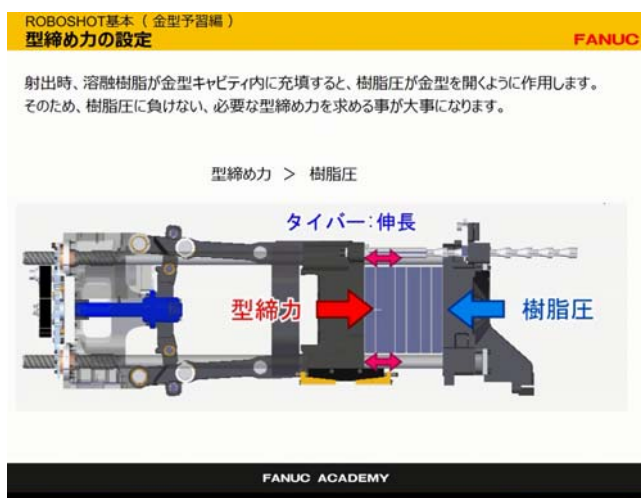 ROBOSHOT基本（ 金型予習編 ）
型締め力の設定
FANUC
射出時、溶融樹脂が金型キャビティ内に充填すると、樹脂圧が金型を開くように作用します。
そのため、樹脂圧に負けない、必要な型締め力を求める事が大事になります。
型締め力 ＞ 樹脂圧
タイバー：伸長
型締力
樹脂圧
FANUC ACADEMY